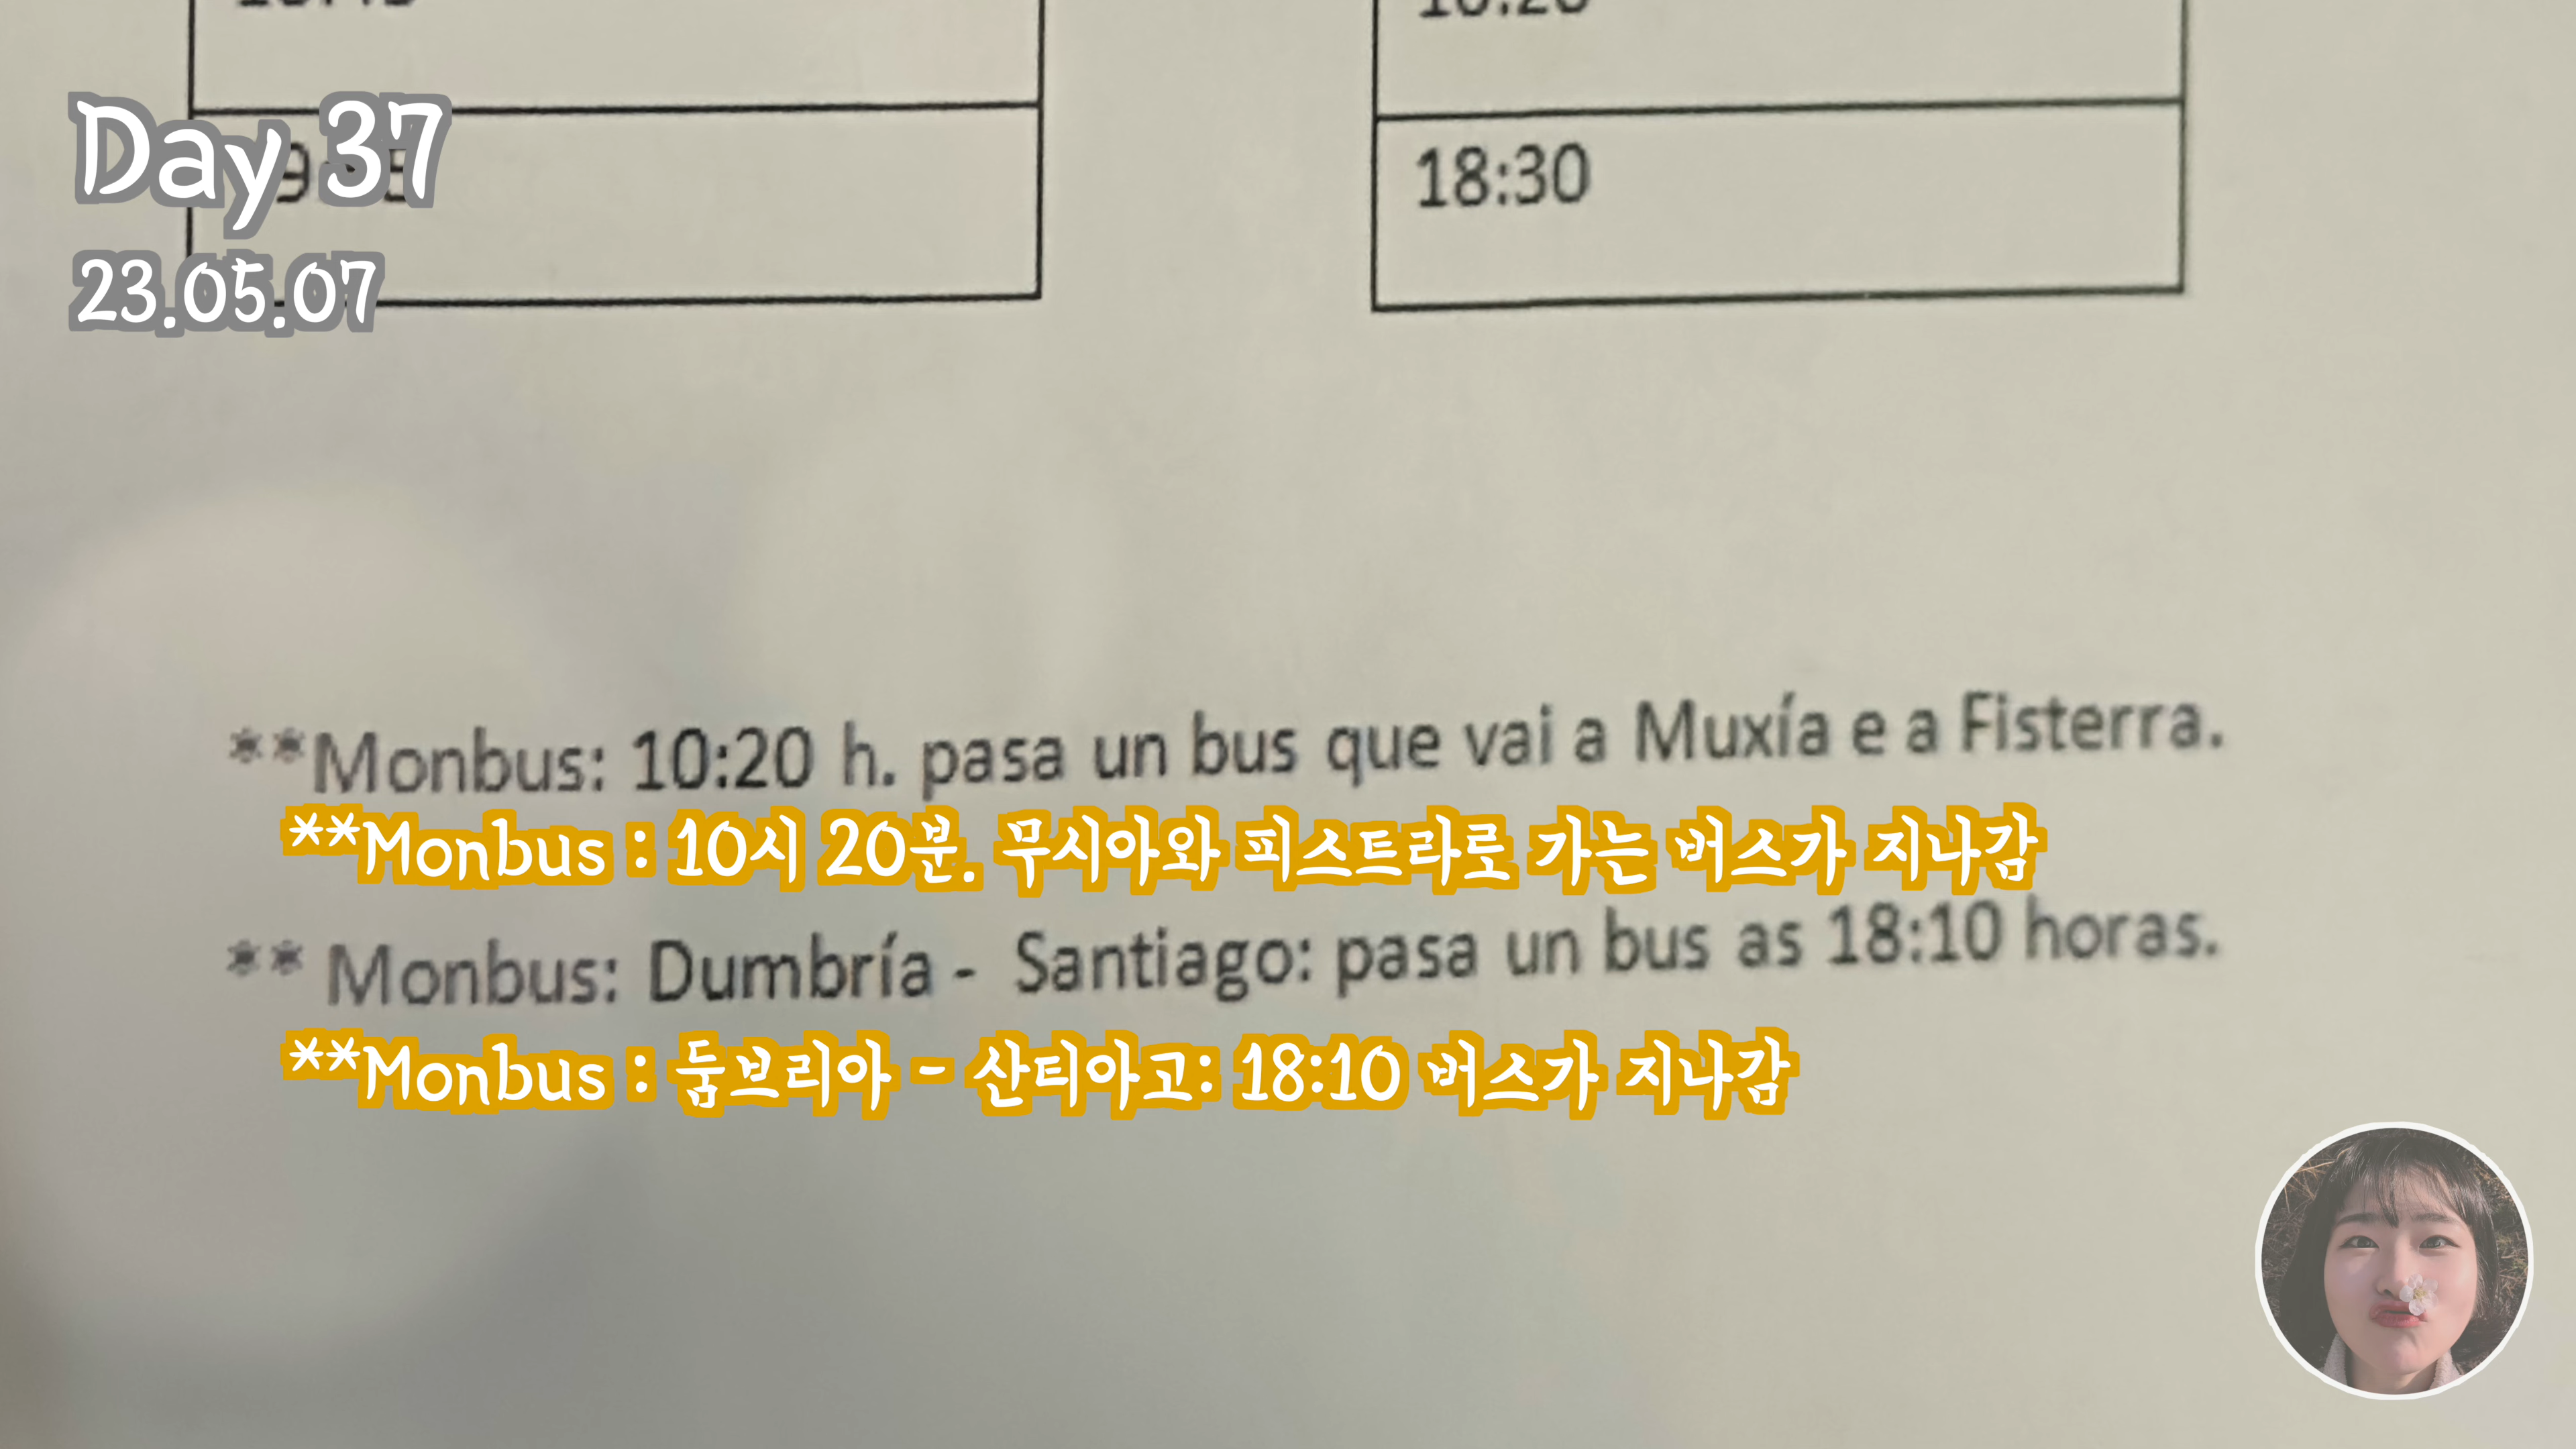 Day 37
23.05.07
18:30
**Monbus: 10:20 h. pasa un bus que vai a Muxía e a Fisterra.
**Monbus : 10시 20분. 무시아와 피스트라로 가는 버스가 지나감
** Monbus: Dumbría - Santiago: pasa un bus as 18:10 horas.
**Monbus : 둠브리아 - 산티아고: 18:10 버스가 지나감